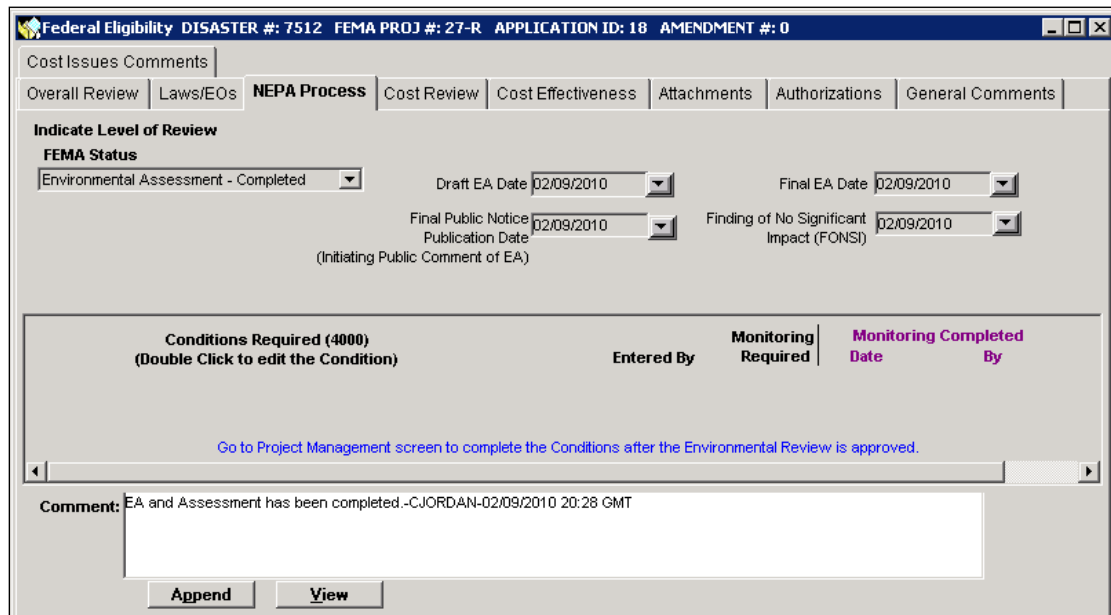 Federal Eligibility DISASTER #: 7512 FEMA PROJ #: 27-R APPLICATION ID: 18 AMENDMENT #: 0
Cost Issues Comments
Overall Review Laws/EOs NEPA Process Cost Review Cost Effectiveness Attachments Authorizations General Comments
Indicate Level of Review
FEMA Status
Environmental Assessment - Completed Draft EA Date 02/09/2010 Final EA Date 02/09/2010
Final Public Notice Publication Date 02/09/2010 Finding of No Significant Impact (FONSI) 02/09/2010
(Initiating Public Comment of EA)
Conditions Required (4000) Monitoring Monitoring Completed
(Double Click to edit the Condition) Entered By Required Date By
Go to Project Management screen to complete the Conditions after the Environmental Review is approved.
Comment: EA and Assessment has been completed.-CJORDAN-02/09/2010 20:28 GMT
Append View